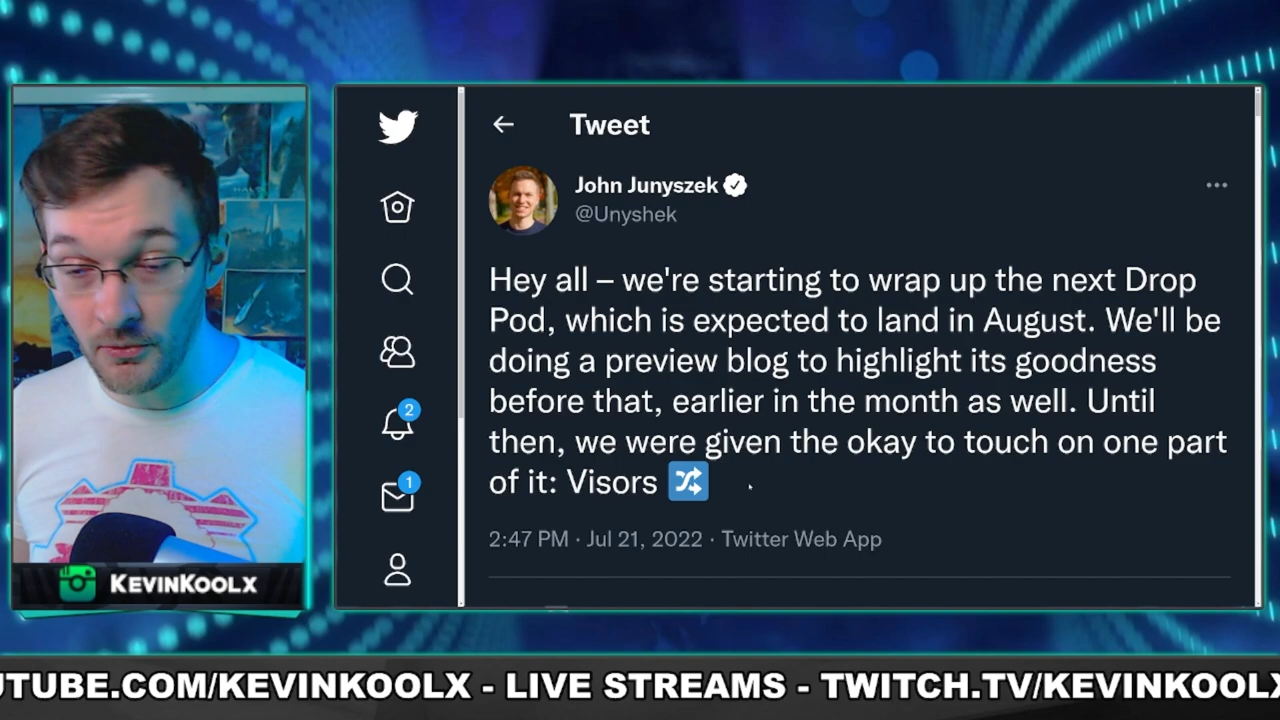 Tweet
John Junyszek
@Unyshek
Hey all – we're starting to wrap up the next Drop
Pod, which is expected to land in August. We'll be
doing a preview blog to highlight its goodness
before that, earlier in the month as well. Until
then, we were given the okay to touch on one part
of it: Visors 🔀
2:47 PM · Jul 21, 2022 · Twitter Web App
2
1
KEVINKOOLX
UTUBE.COM/KEVINKOOLX - LIVE STREAMS - TWITCH.TV/KEVINKOOLX